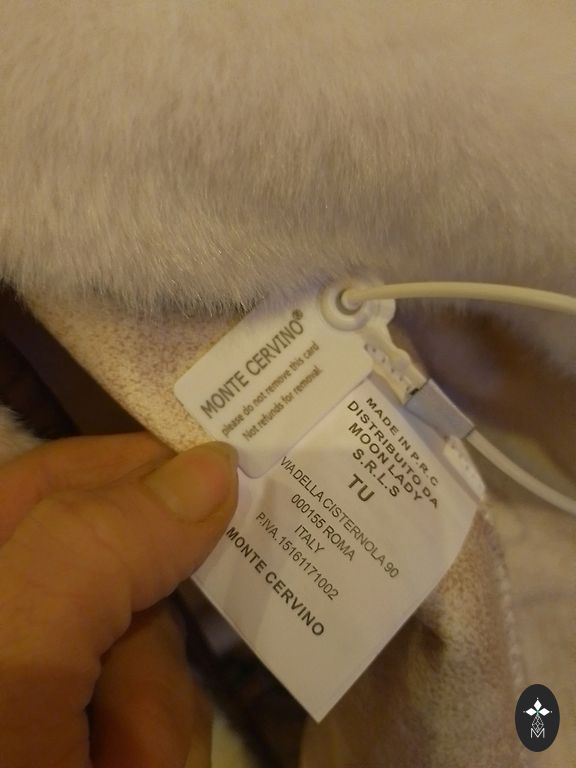 MONTE CERVINO®
please do not remove this card
Not refunds for removal.
MADE IN P.R.C
DISTRIBUITO DA
MOON LADY
S.R.L.S
TU
VIA DELLA CISTERNOLA 90
000155 ROMA
ITALY
P.IVA.15161171002
MONTE CERVINO